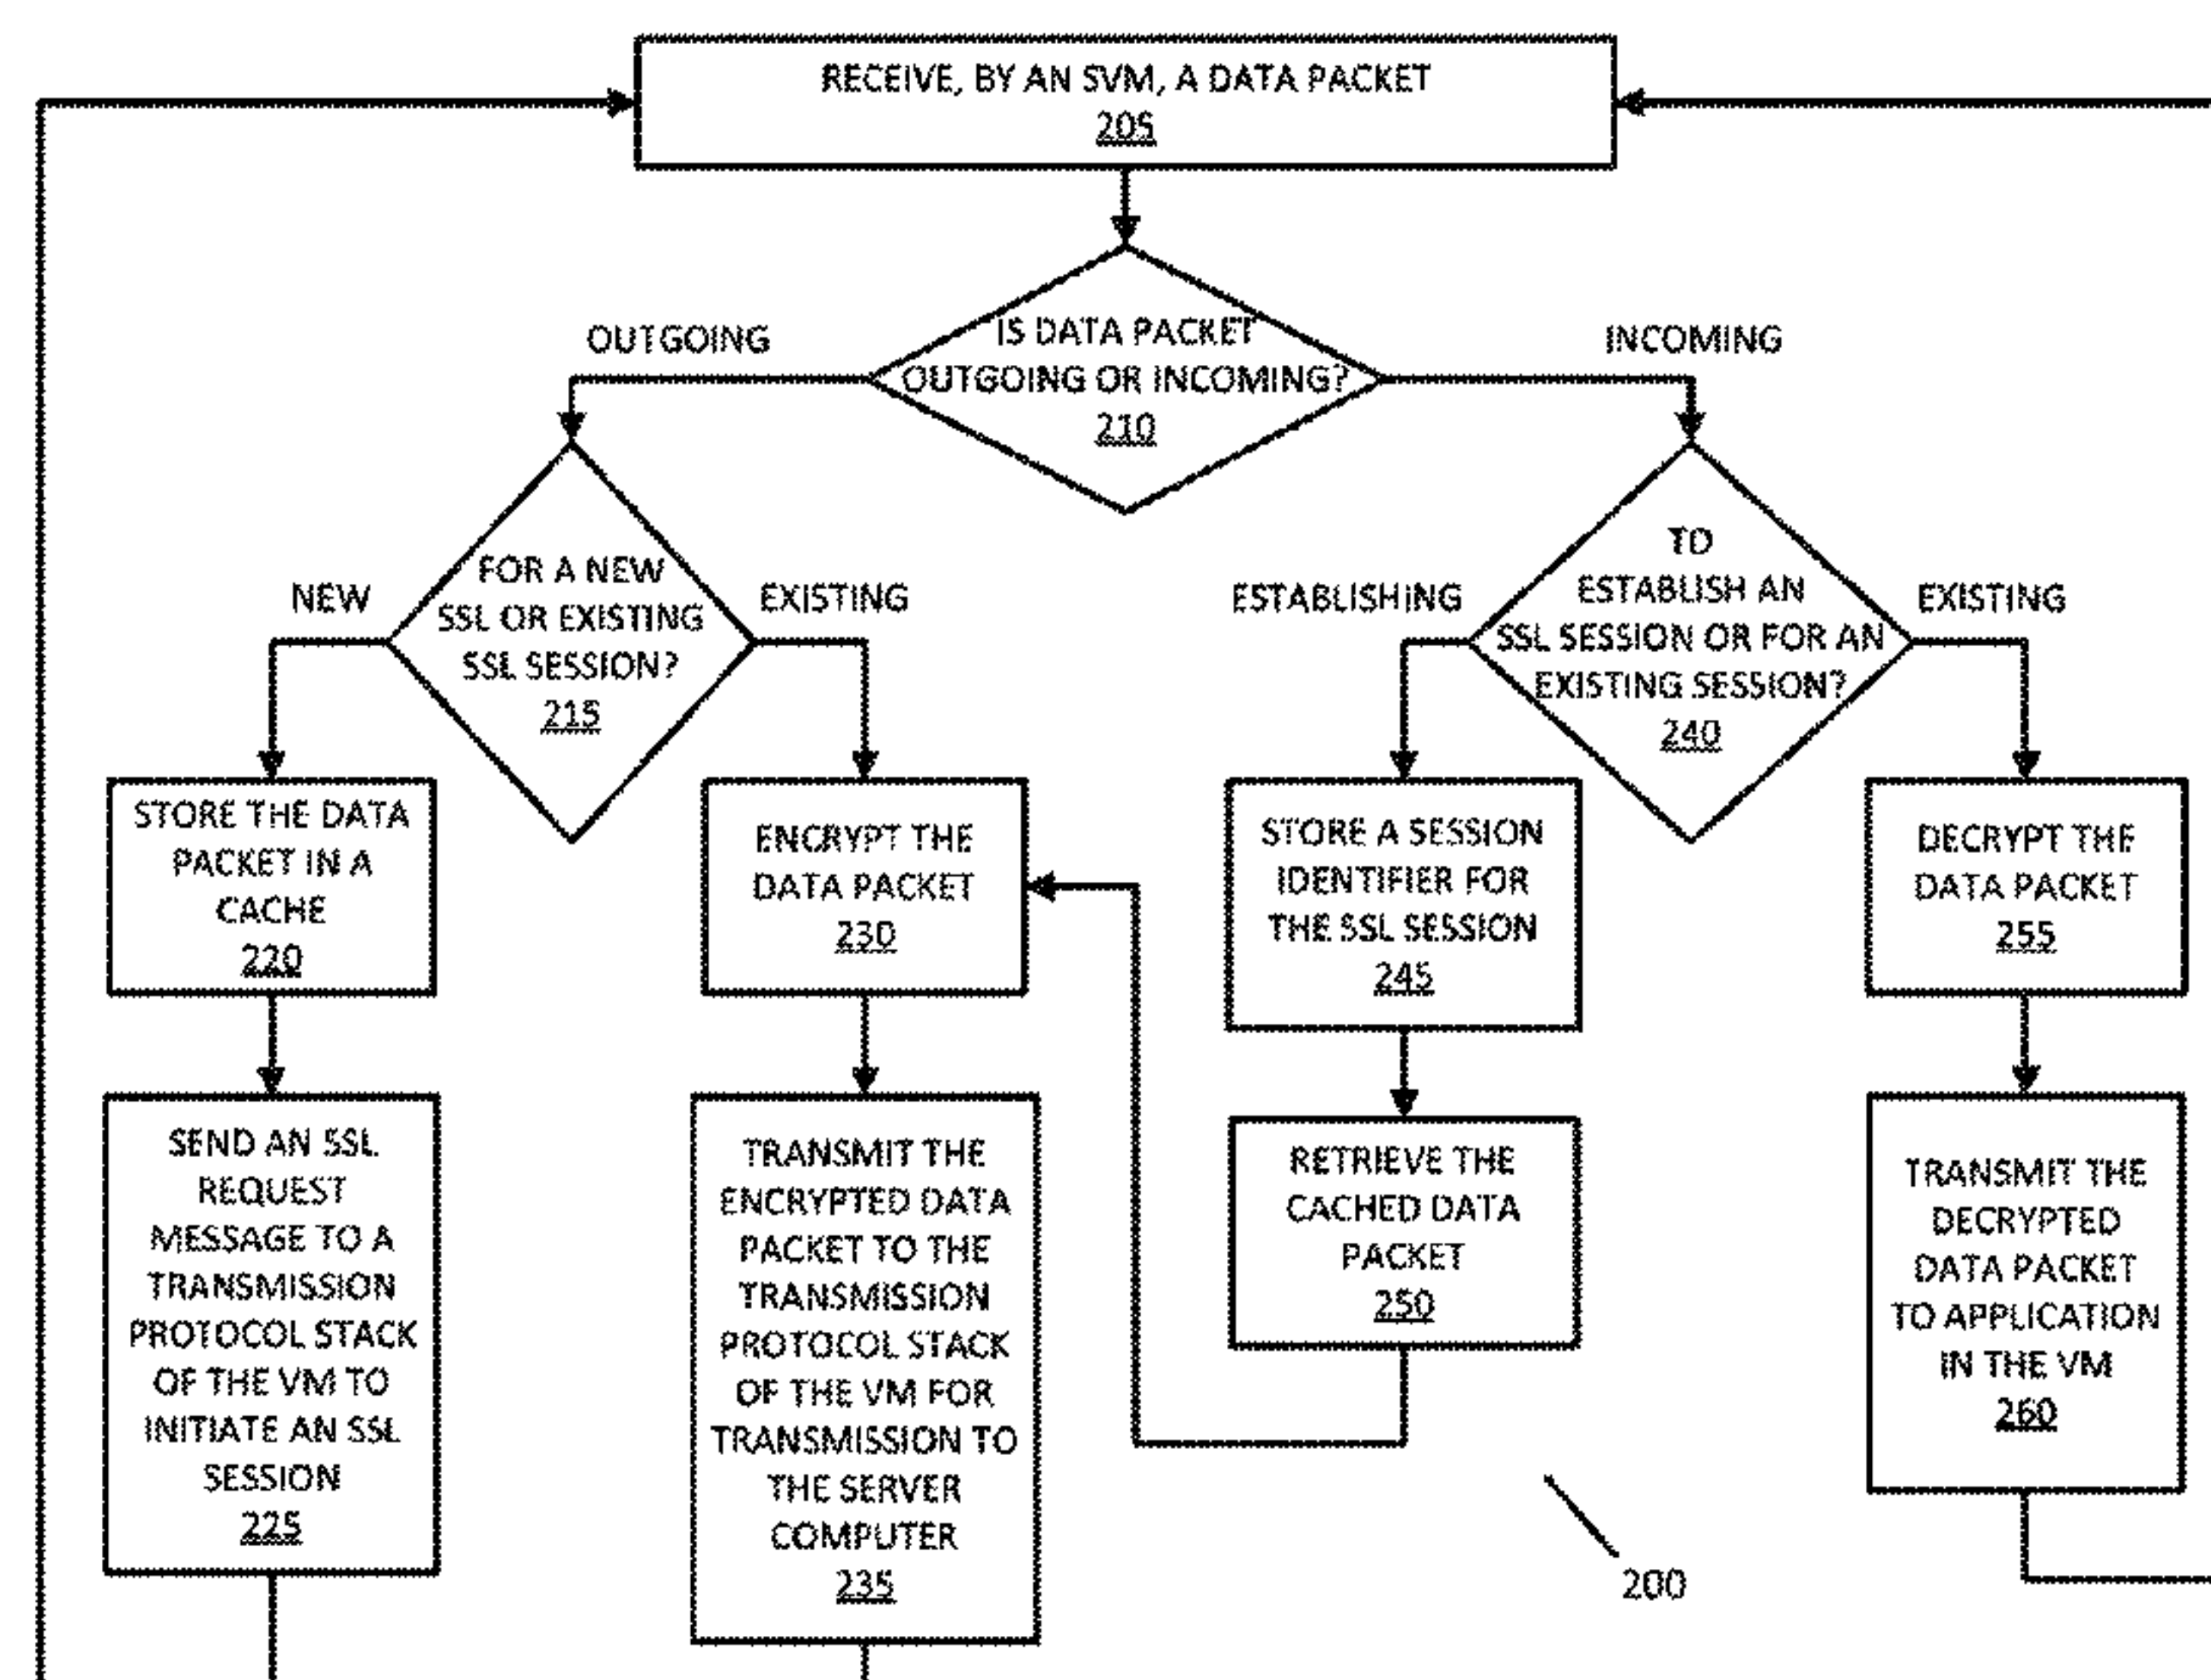 RECEIVE, BY AN SVM, A DATA PACKET
205
IS DATA PACKET
OUTGOING OR INCOMING?
210
OUTGOING
INCOMING
FOR A NEW
SSL OR EXISTING
SSL SESSION?
215
NEW
EXISTING
TO
ESTABLISH AN
SSL SESSION OR FOR AN
EXISTING SESSION?
240
ESTABLISHING
EXISTING
STORE THE DATA
PACKET IN A
CACHE
220
ENCRYPT THE
DATA PACKET
230
STORE A SESSION
IDENTIFIER FOR
THE SSL SESSION
245
DECRYPT THE
DATA PACKET
255
SEND AN SSL
REQUEST
MESSAGE TO A
TRANSMISSION
PROTOCOL STACK
OF THE VM TO
INITIATE AN SSL
SESSION
225
TRANSMIT THE
ENCRYPTED DATA
PACKET TO THE
TRANSMISSION
PROTOCOL STACK
OF THE VM FOR
TRANSMISSION TO
THE SERVER
COMPUTER
235
RETRIEVE THE
CACHED DATA
PACKET
250
TRANSMIT THE
DECRYPTED
DATA PACKET
TO APPLICATION
IN THE VM
260
200